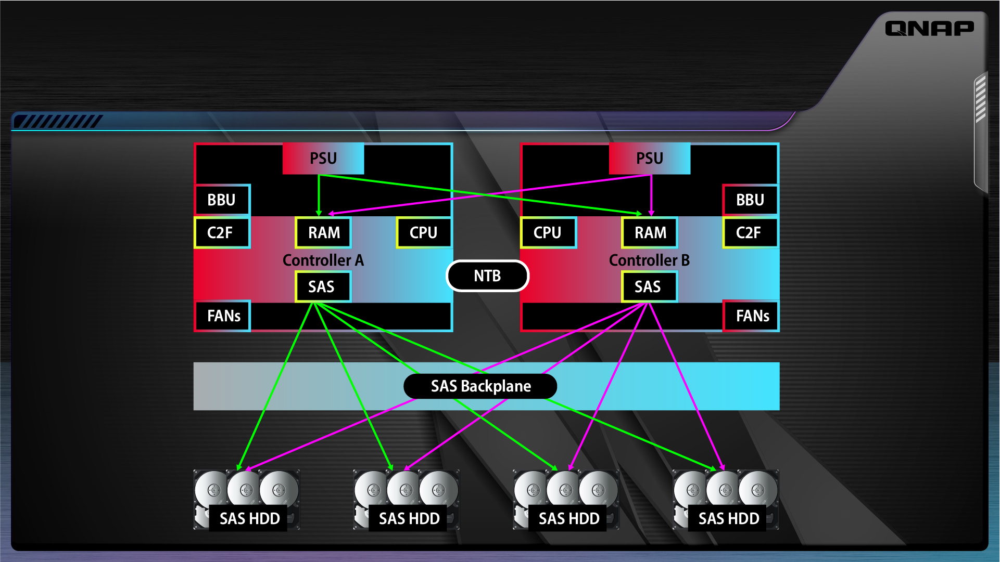 QNAP
PSU
PSU
BBU
BBU
C2F
RAM
CPU
CPU
RAM
C2F
Controller A
Controller B
NTB
SAS
SAS
FANs
FANs
SAS Backplane
SAS HDD
SAS HDD
SAS HDD
SAS HDD